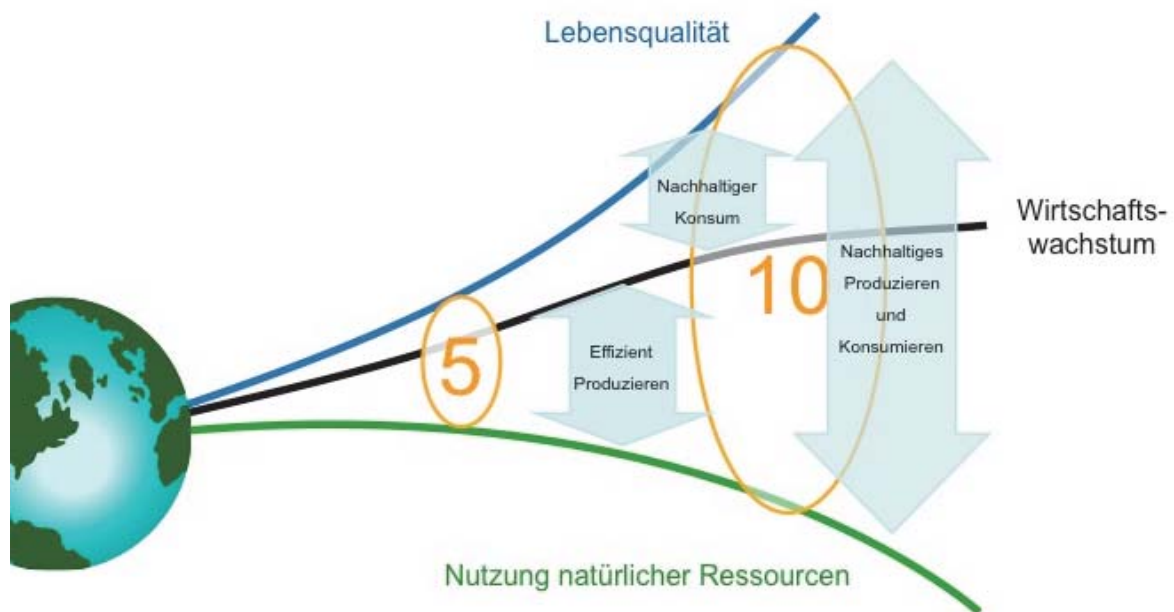 Lebensqualität
Nachhaltiger
Konsum
Wirtschafts-
wachstum
10
Nachhaltiges
Produzieren
und
Konsumieren
5
Effizient
Produzieren
Nutzung natürlicher Ressourcen